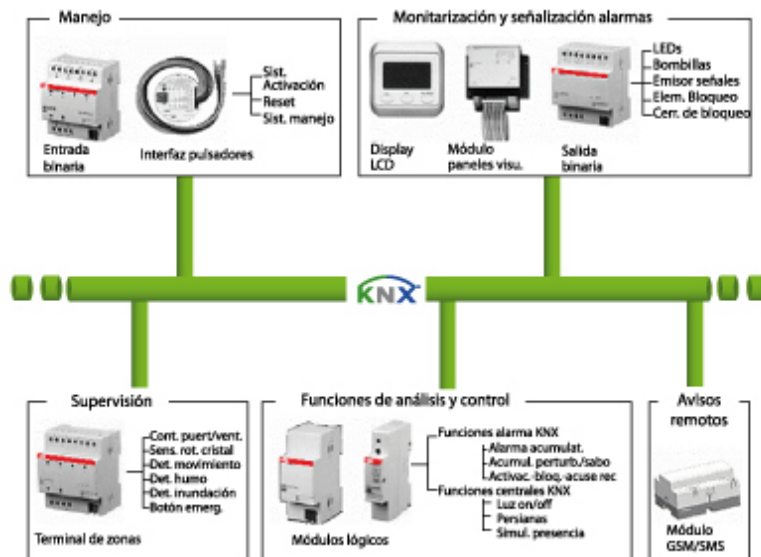 Manejo
Sist.
Activación
Reset
Sist. manejo
Entrada
binaria
Interfaz pulsadores
Monitarización y señalización alarmas
LEDs
Bombillas
Emisor señales
Elem. Bloqueo
Cerr. de bloqueo
Display
LCD
Módulo
paneles visu.
Salida
binaria
KNX
Supervisión
Cont. puert/vent.
Sens. rot. cristal
Det. movimiento
Det. humo
Det. inundación
Botón emerg.
Terminal de zonas
Funciones de análisis y control
Funciones alarma KNX
Alarma acumulat.
Acumul. perturb./sabo
Activac.-bloq.-acuse rec
Funciones centrales KNX
Luz on/off
Persianas
Simul. presencia
Módulos lógicos
Avisos
remotos
Módulo
GSM/SMS